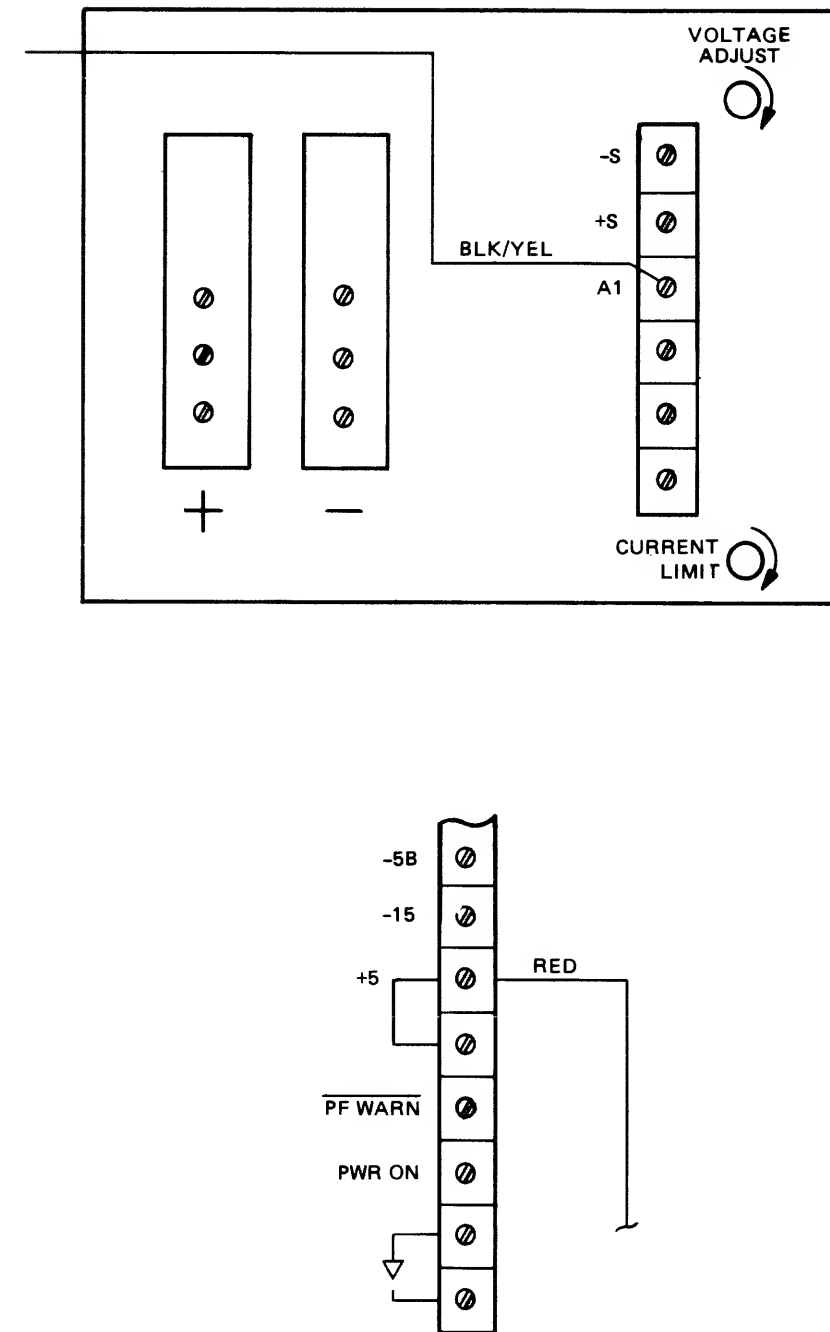 VOLTAGE
ADJUST
-S
+S
BLK/YEL
A1
+
−
CURRENT
LIMIT
-5B
-15
+5
RED
PF WARN
PWR ON